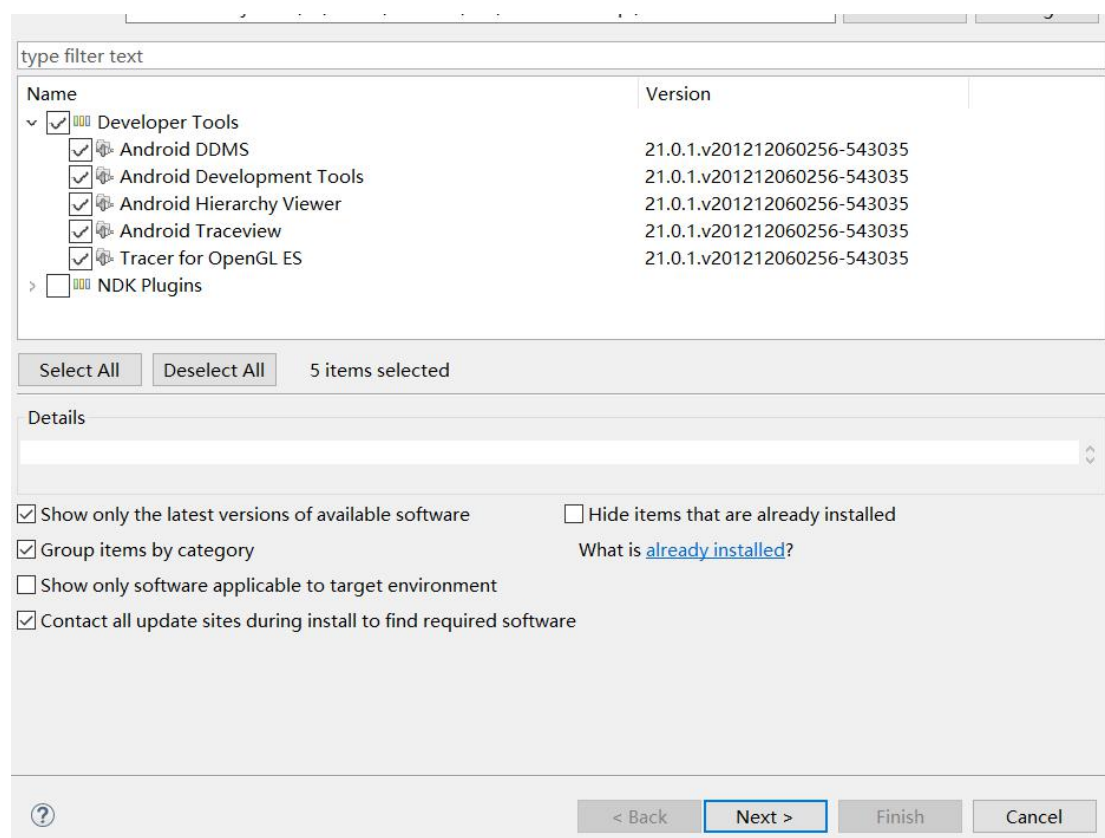 type filter text
Name Version
Developer Tools
Android DDMS 21.0.1.v201212060256-543035
Android Development Tools 21.0.1.v201212060256-543035
Android Hierarchy Viewer 21.0.1.v201212060256-543035
Android Traceview 21.0.1.v201212060256-543035
Tracer for OpenGL ES 21.0.1.v201212060256-543035
NDK Plugins
Select All Deselect All 5 items selected
Details
Show only the latest versions of available software Hide items that are already installed
Group items by category What is already installed?
Show only software applicable to target environment
Contact all update sites during install to find required software
< Back Next > Finish Cancel